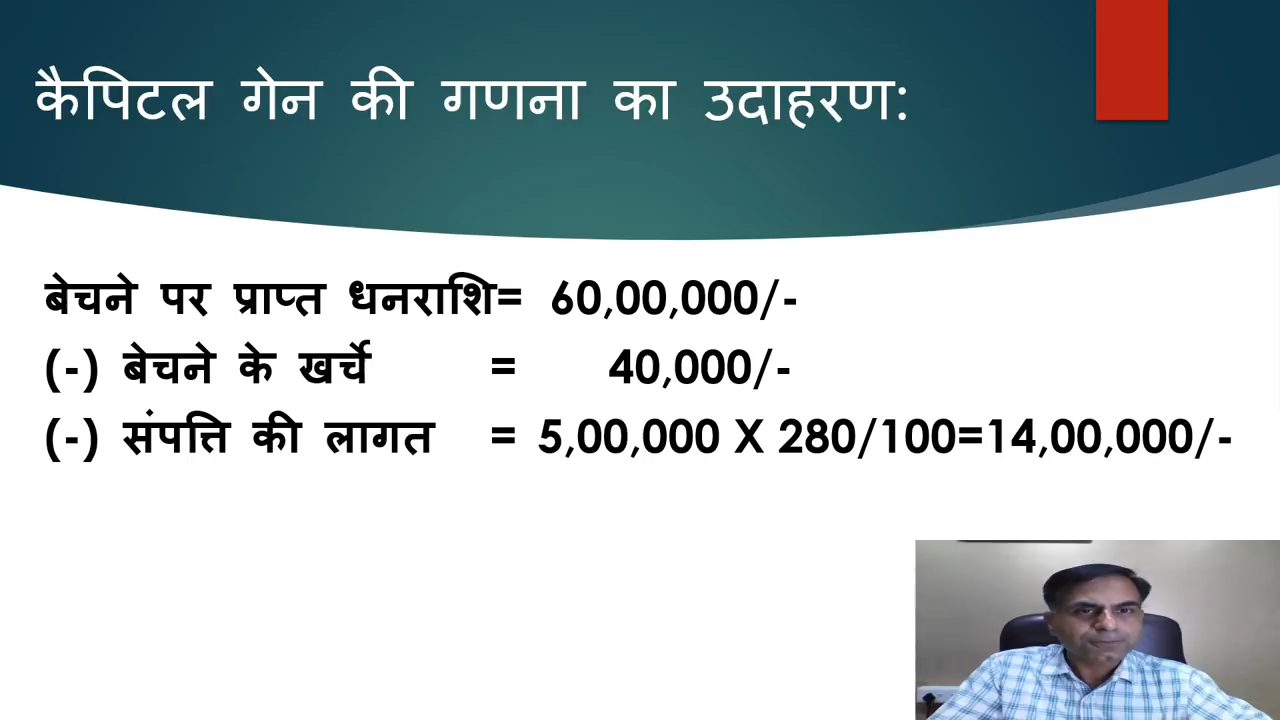 कैपिटल गेन की गणना का उदाहरण:
बेचने पर प्राप्त धनराशि= 60,00,000/-
(-) बेचने के खर्चे = 40,000/-
(-) संपत्ति की लागत = 5,00,000 X 280/100=14,00,000/-